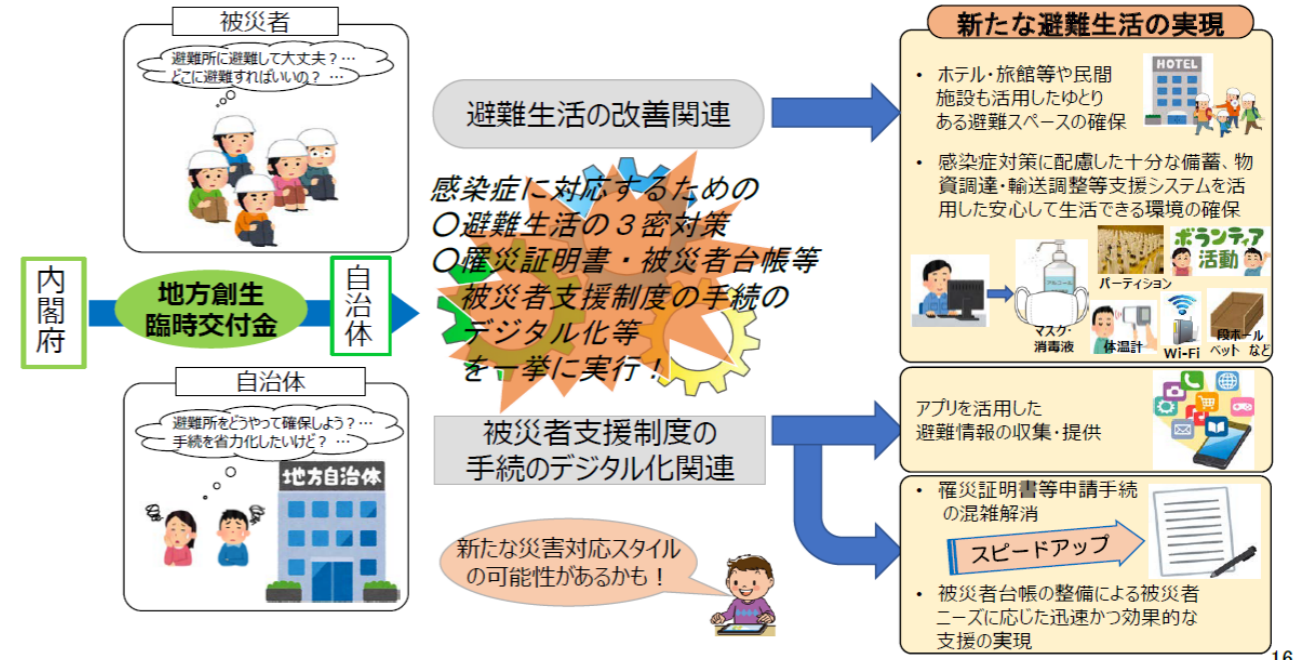 被災者
避難所に避難して大丈夫？…
どこに避難すればいいの？ …
内閣府
地方創生
臨時交付金
自治体
自治体
避難所をどうやって確保しよう？…
手続を省力化したいけど？ …
地方自治体
避難生活の改善関連
感染症に対応するための
〇避難生活の３密対策
〇罹災証明書・被災者台帳等
被災者支援制度の手続の
デジタル化等
を一挙に実行！
被災者支援制度の
手続のデジタル化関連
新たな災害対応スタイル
の可能性があるかも！
新たな避難生活の実現
• ホテル・旅館等や民間
施設も活用したゆとり
ある避難スペースの確保
HOTEL
• 感染症対策に配慮した十分な備蓄、物
資調達・輸送調整等支援システムを活
用した安心して生活できる環境の確保
アルコール
マスク・
消毒液
パーティション
ボランティア
活動
体温計
Wi-Fi
段ボール
ベット など
アプリを活用した
避難情報の収集・提供
• 罹災証明書等申請手続
の混雑解消
スピードアップ
• 被災者台帳の整備による被災者
ニーズに応じた迅速かつ効果的な
支援の実現
16